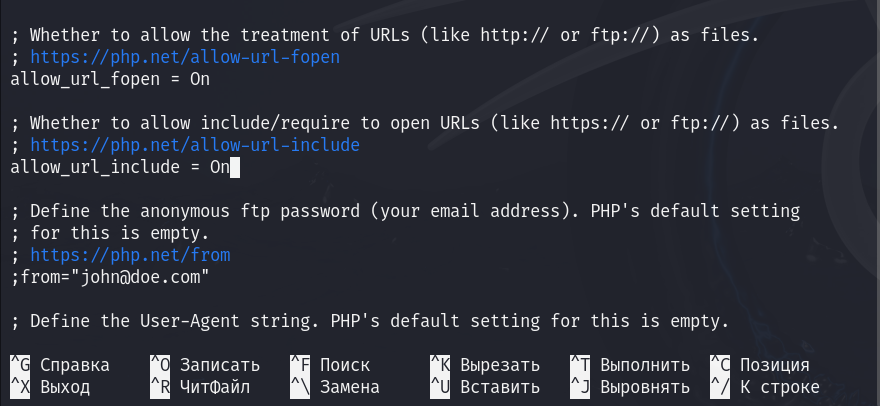 ; Whether to allow the treatment of URLs (like http:// or ftp://) as files.
; https://php.net/allow-url-fopen
allow_url_fopen = On
; Whether to allow include/require to open URLs (like https:// or ftp://) as files.
; https://php.net/allow-url-include
allow_url_include = On
; Define the anonymous ftp password (your email address). PHP's default setting
; for this is empty.
; https://php.net/from
;from="john@doe.com"
; Define the User-Agent string. PHP's default setting for this is empty.
^G Справка ^O Записать ^F Поиск ^K Вырезать ^T Выполнить ^C Позиция
^X Выход ^R ЧитФайл ^\ Замена ^U Вставить ^J Выровнять ^/ К строке